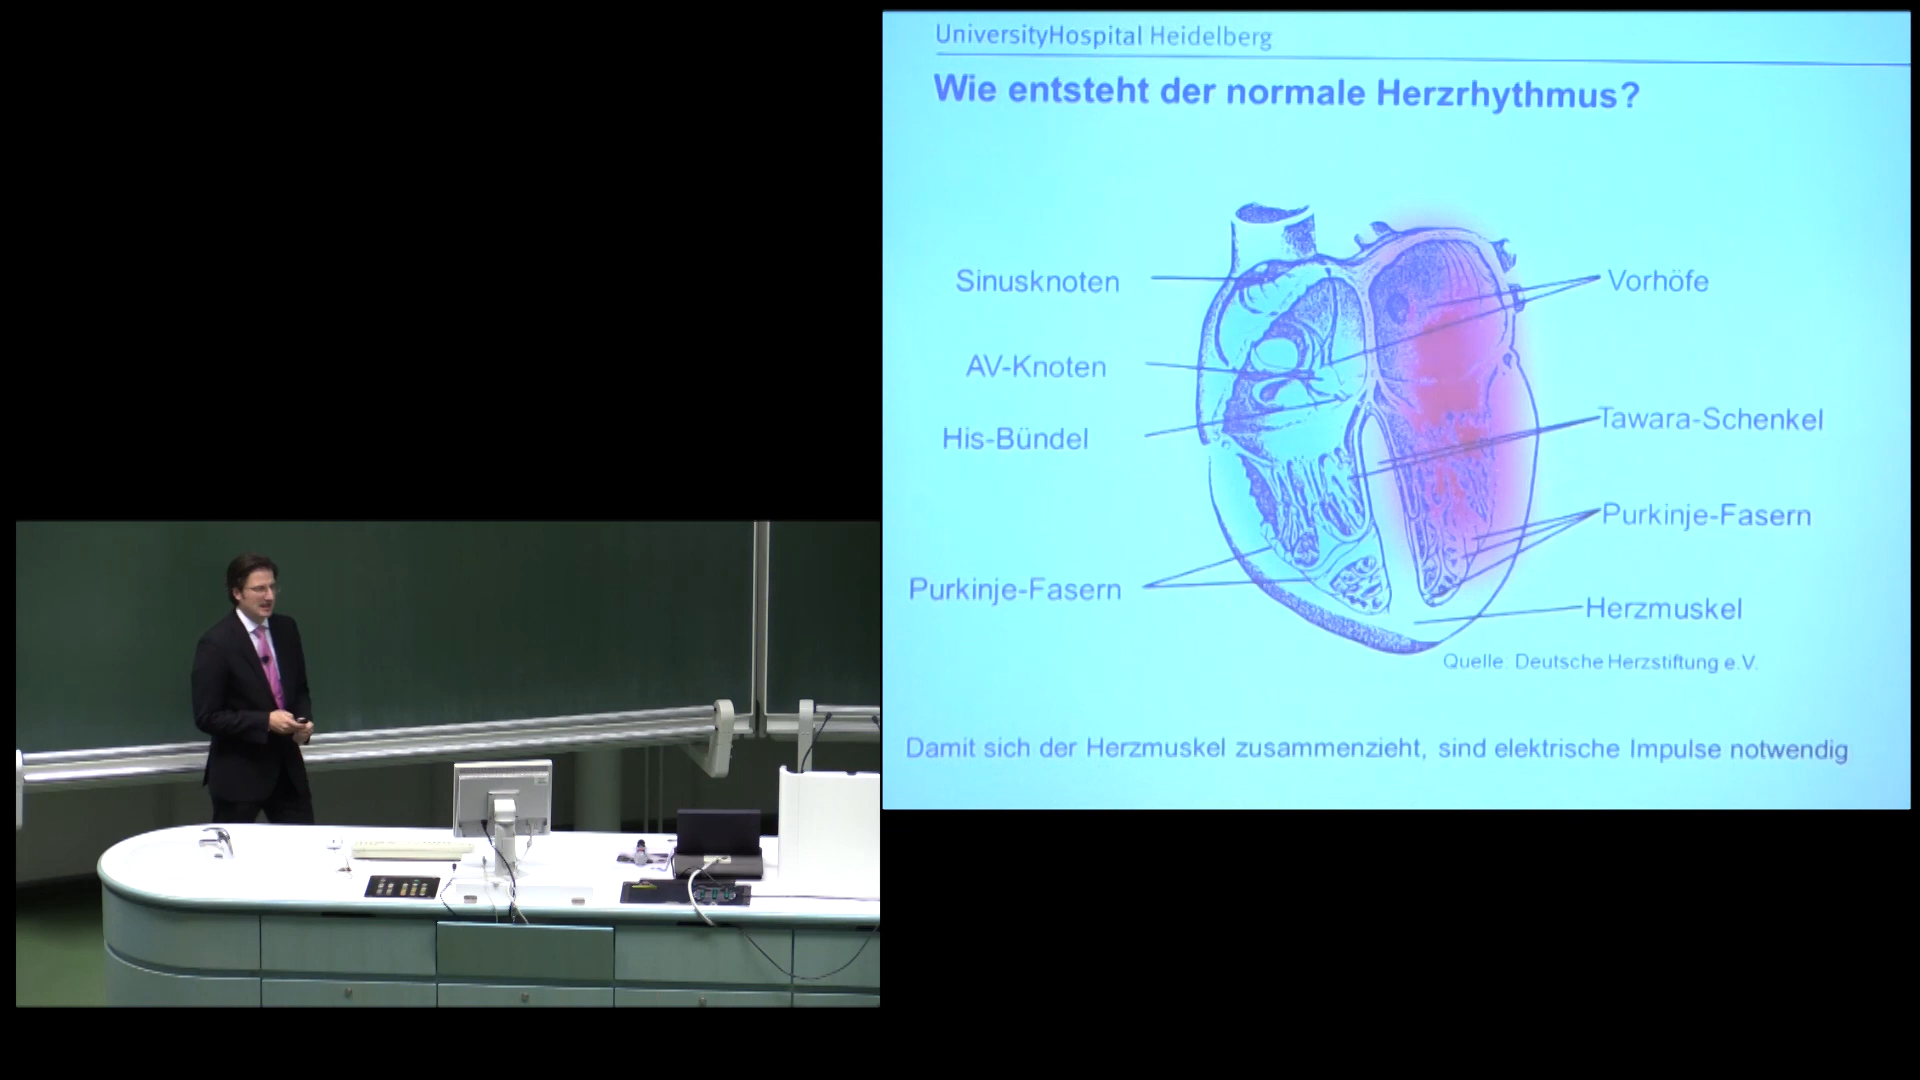 UniversityHospital Heidelberg
Wie entsteht der normale Herzrhythmus?
Sinusknoten
Vorhöfe
AV-Knoten
Tawara-Schenkel
His-Bündel
Purkinje-Fasern
Purkinje-Fasern
Herzmuskel
Quelle: Deutsche Herzstiftung e.V.
Damit sich der Herzmuskel zusammenzieht, sind elektrische Impulse notwendig